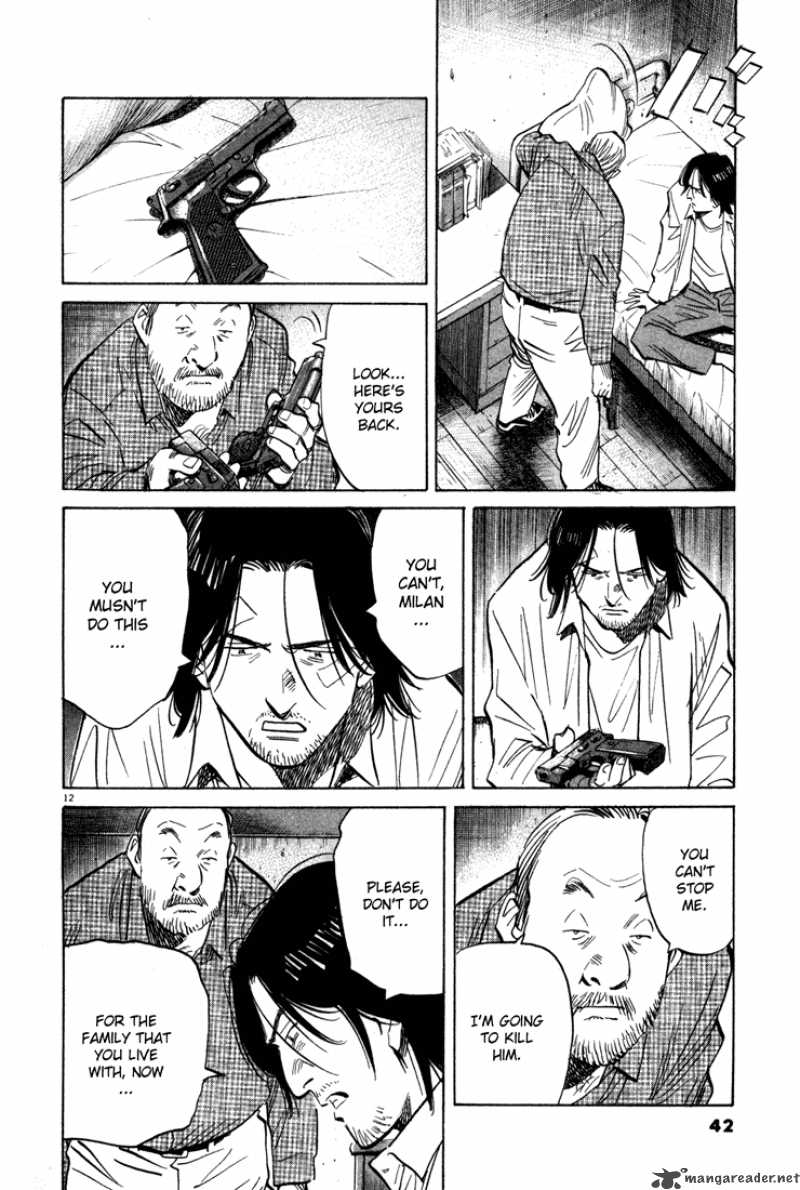 LOOK...
HERE'S
YOURS
BACK.
YOU
CAN'T,
MILAN
...
YOU
MUSN'T
DO THIS
...
12
YOU
CAN'T
STOP
ME.
I'M GOING
TO KILL
HIM.
PLEASE,
DON'T DO
IT...
FOR THE
FAMILY THAT
YOU LIVE
WITH, NOW
...
42
mangareader.net